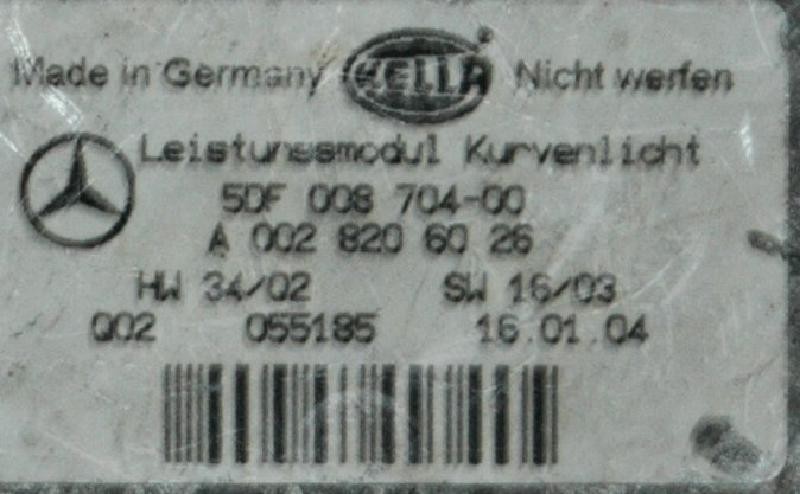 Made in Germany HELLA Nicht werfen
Leistungsmodul Kurvenlicht
5DF 008 704-00
A 002 820 60 26
HW 34/02 SW 16/03
Q02 055185 16.01.04